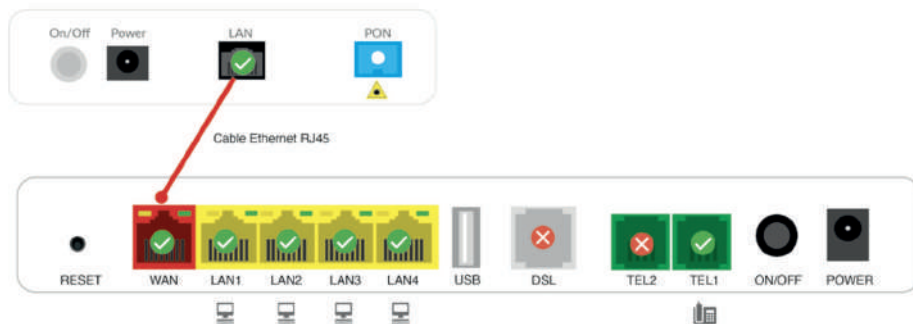 On/Off Power LAN PON
Cable Ethernet RJ45
RESET WAN LAN1 LAN2 LAN3 LAN4 USB DSL TEL2 TEL1 ON/OFF POWER